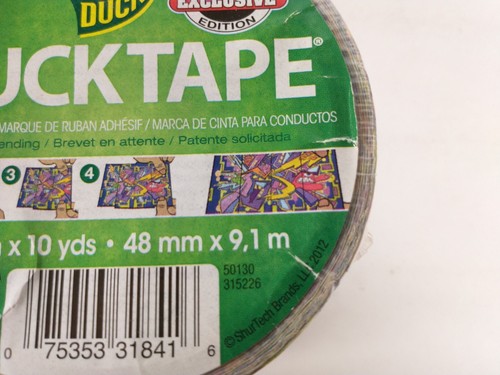 DUCK
EXCLUSIVE
EDITION
UCKTAPE®
MARQUE DE RUBAN ADHÉSIF / MARCA DE CINTA PARA CONDUCTOS
ending / Brevet en attente / Patente solicitada
3 4
x 10 yds • 48 mm x 9,1 m
50130
315226
0 75353 31841 6
©ShurTech Brands, LLC 2012